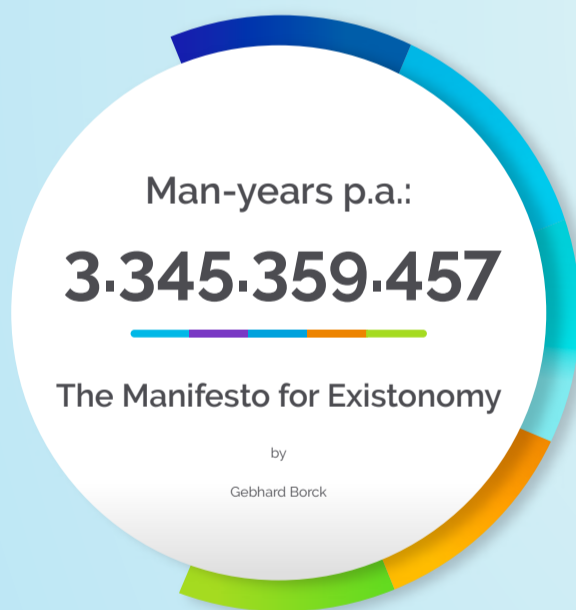 Man-years p.a.:
3.345.359.457
The Manifesto for Existonomy
by
Gebhard Borck